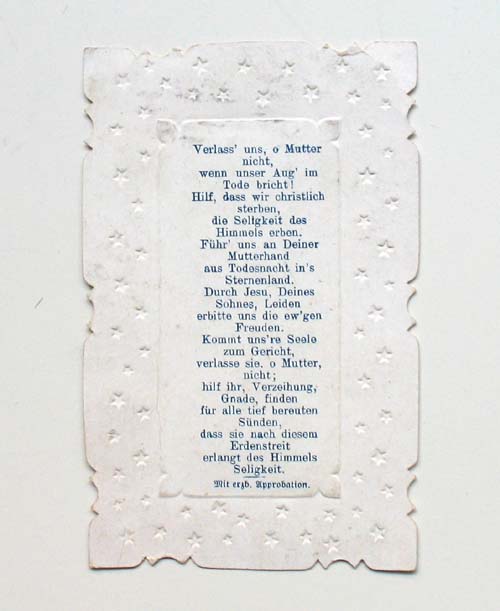 Verlass' uns, o Mutter
nicht,
wenn unser Aug' im
Tode bricht!
Hilf, dass wir christlich
sterben,
die Seligkeit des
Himmels erben.
Führ' uns an Deiner
Mutterhand
aus Todesnacht in's
Sternenland.
Durch Jesu, Deines
Sohnes, Leiden
erbitte uns die ew'gen
Freuden.
Kommt uns're Seele
zum Gericht,
verlasse sie, o Mutter,
nicht;
hilf ihr, Verzeihung,
Gnade, finden
für alle tief bereuten
Sünden,
dass sie nach diesem
Erdenstreit
erlangt des Himmels
Seligkeit.
Mit erzb. Approbation.